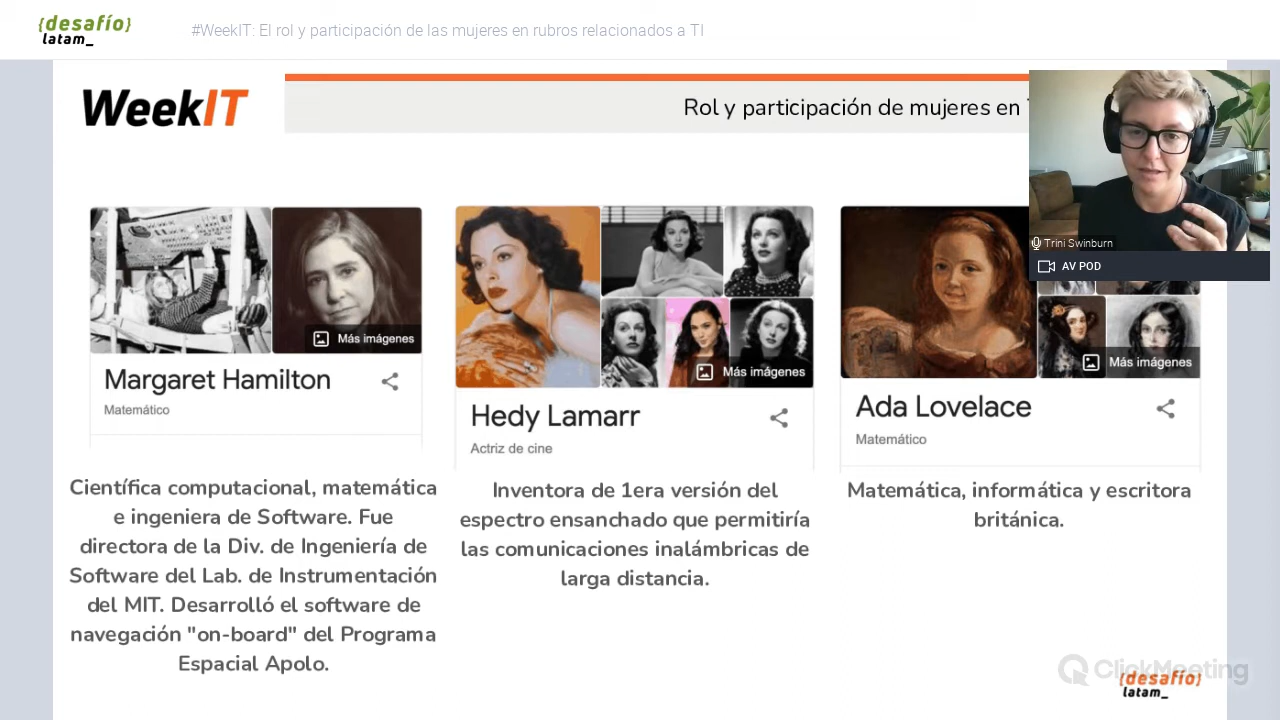 {desafío}
latam_
#WeekIT: El rol y participación de las mujeres en rubros relacionados a TI
WeekIT
Rol y participación de mujeres en
Trini Swinburn
AV POD
Más imágenes
Margaret Hamilton
Matemático
Científica computacional, matemática
e ingeniera de Software. Fue
directora de la Div. de Ingeniería de
Software del Lab. de Instrumentación
del MIT. Desarrolló el software de
navegación "on-board" del Programa
Espacial Apolo.
Más imágenes
Hedy Lamarr
Actriz de cine
Inventora de 1era versión del
espectro ensanchado que permitiría
las comunicaciones inalámbricas de
larga distancia.
Más imágenes
Ada Lovelace
Matemático
Matemática, informática y escritora
británica.
ClickMeeting
{desafío}
latam_